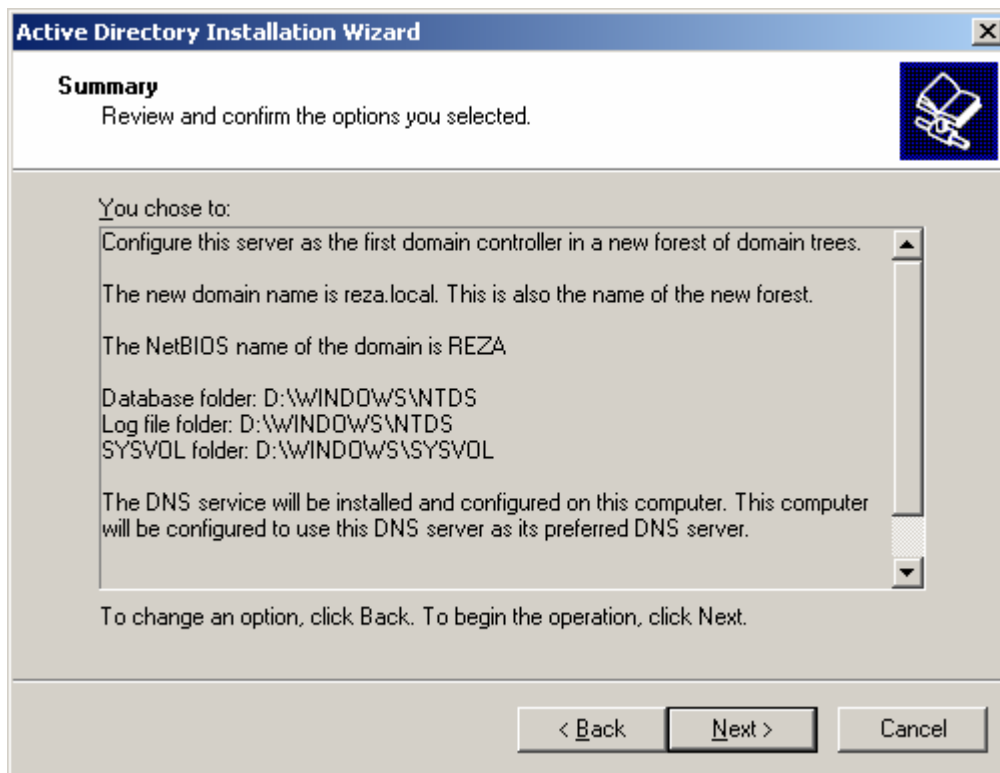 Active Directory Installation Wizard
Summary
Review and confirm the options you selected.
You chose to:
Configure this server as the first domain controller in a new forest of domain trees.
The new domain name is reza.local. This is also the name of the new forest.
The NetBIOS name of the domain is REZA
Database folder: D:\WINDOWS\NTDS
Log file folder: D:\WINDOWS\NTDS
SYSVOL folder: D:\WINDOWS\SYSVOL
The DNS service will be installed and configured on this computer. This computer
will be configured to use this DNS server as its preferred DNS server.
To change an option, click Back. To begin the operation, click Next.
< Back Next > Cancel